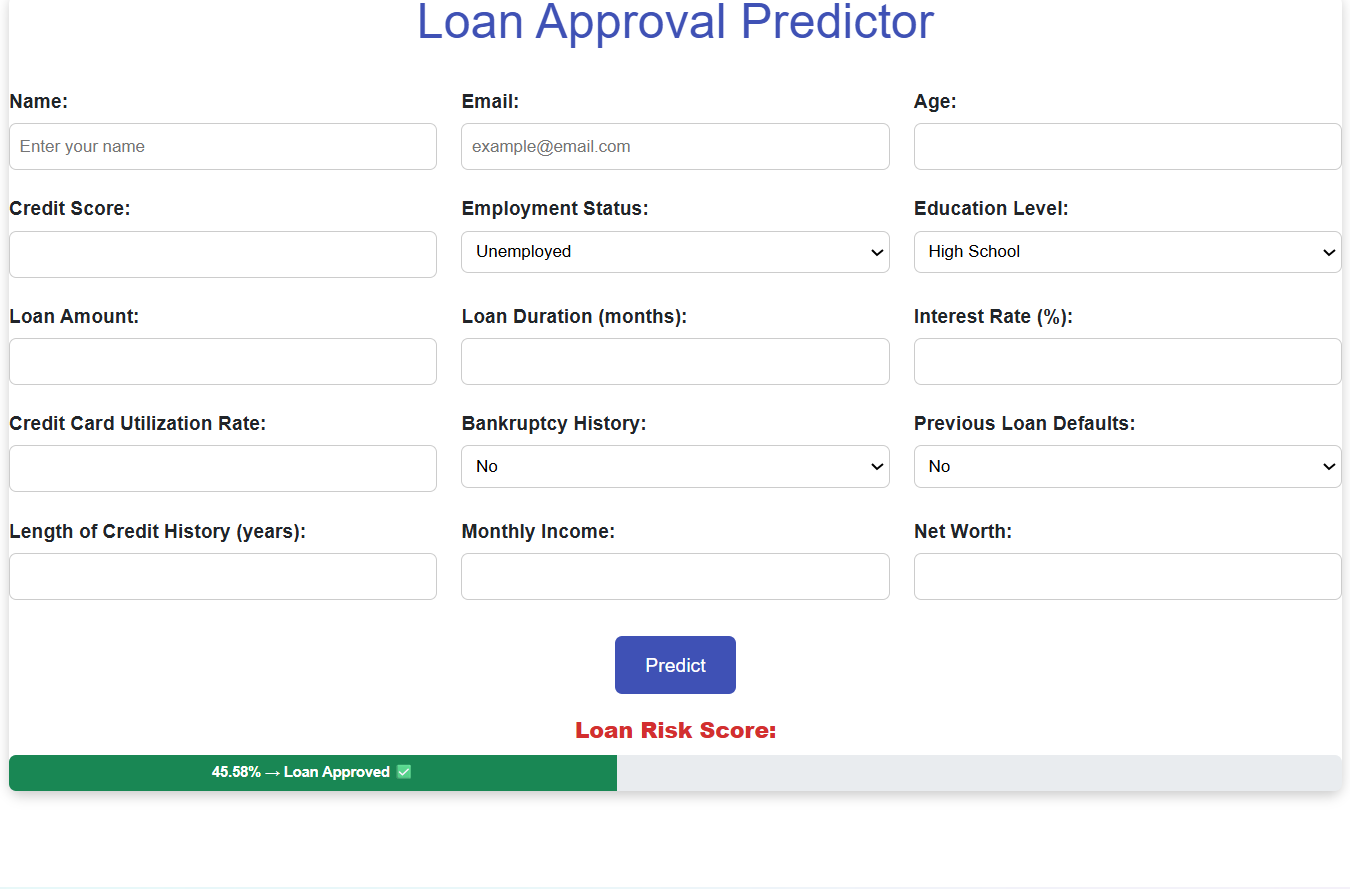 Loan Approval Predictor
Name: Email: Age:
Enter your name example@email.com
Credit Score: Employment Status: Education Level:
Unemployed High School
Loan Amount: Loan Duration (months): Interest Rate (%):
Credit Card Utilization Rate: Bankruptcy History: Previous Loan Defaults:
No No
Length of Credit History (years): Monthly Income: Net Worth:
Predict
Loan Risk Score:
45.58% → Loan Approved ✅